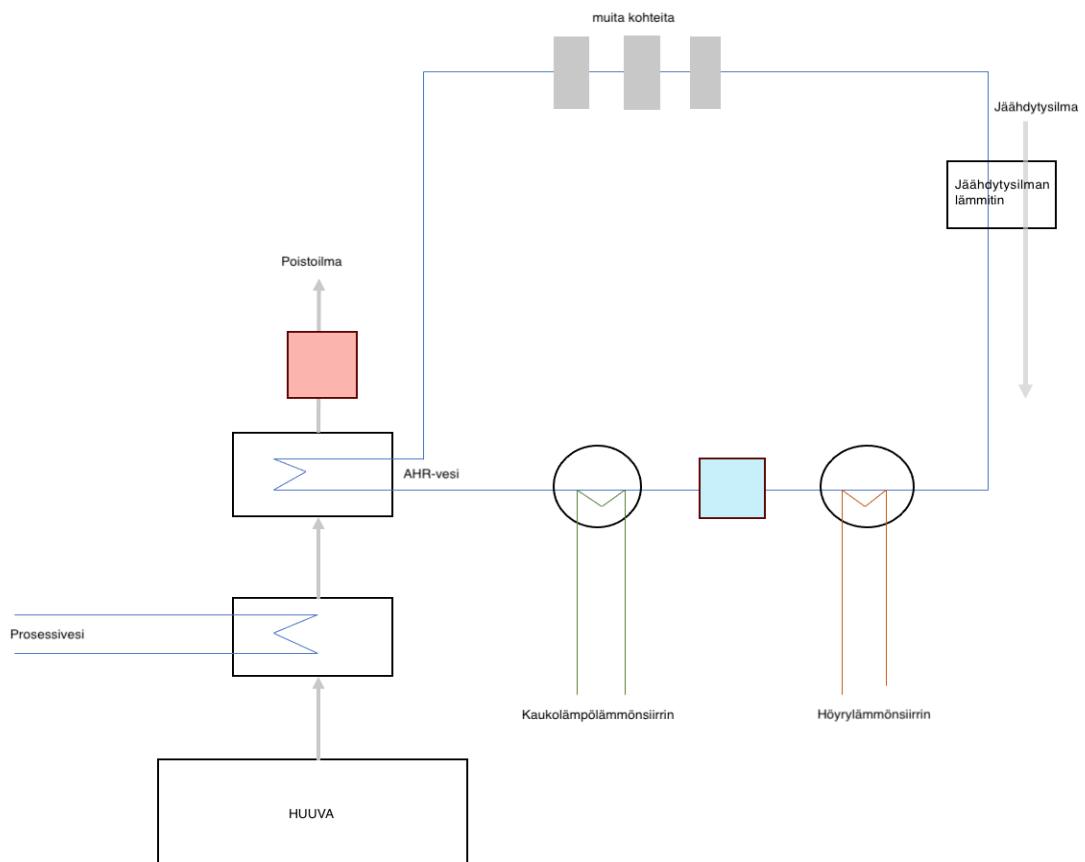 muita kohteita
Jäähdytysilma
Jäähdytysilman
lämmitin
Poistoilma
AHR-vesi
Prosessivesi
Kaukolämpölämmönsiirrin
Höyrylämmönsiirrin
HUUVA